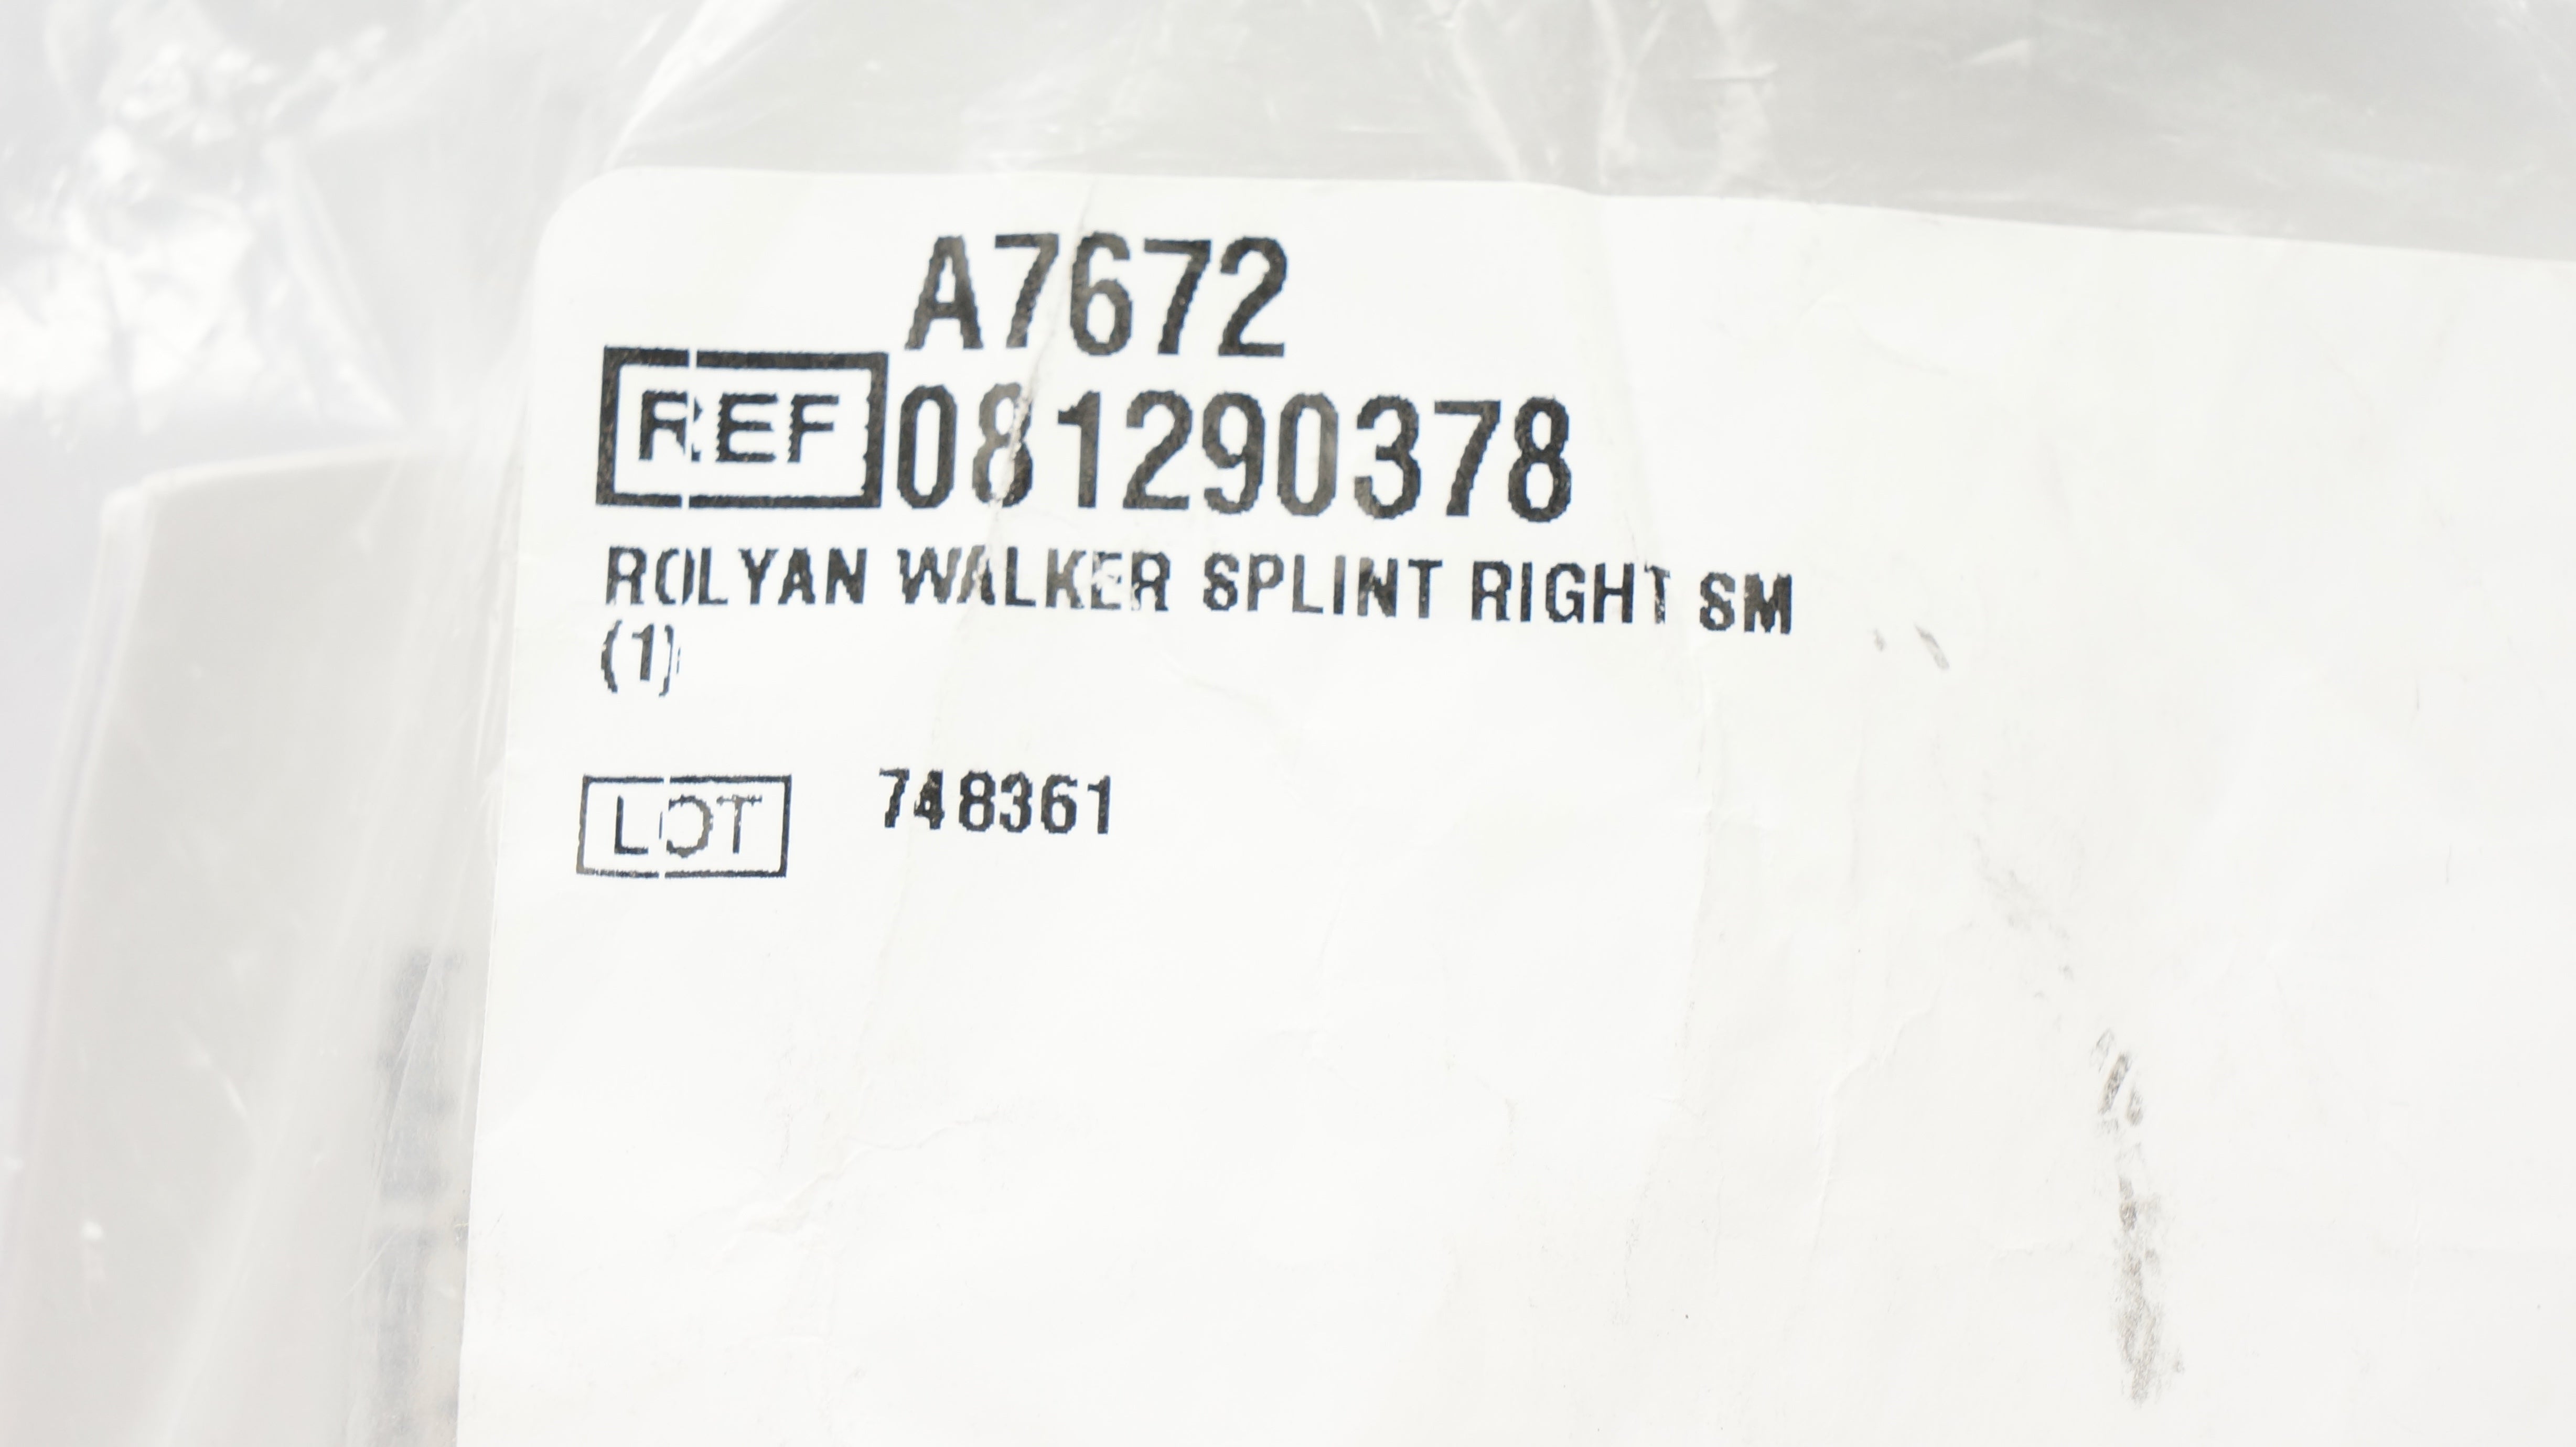 A7672
REF 081290378
ROLYAN WALKER SPLINT RIGHT SM
(1)
LOT 748361